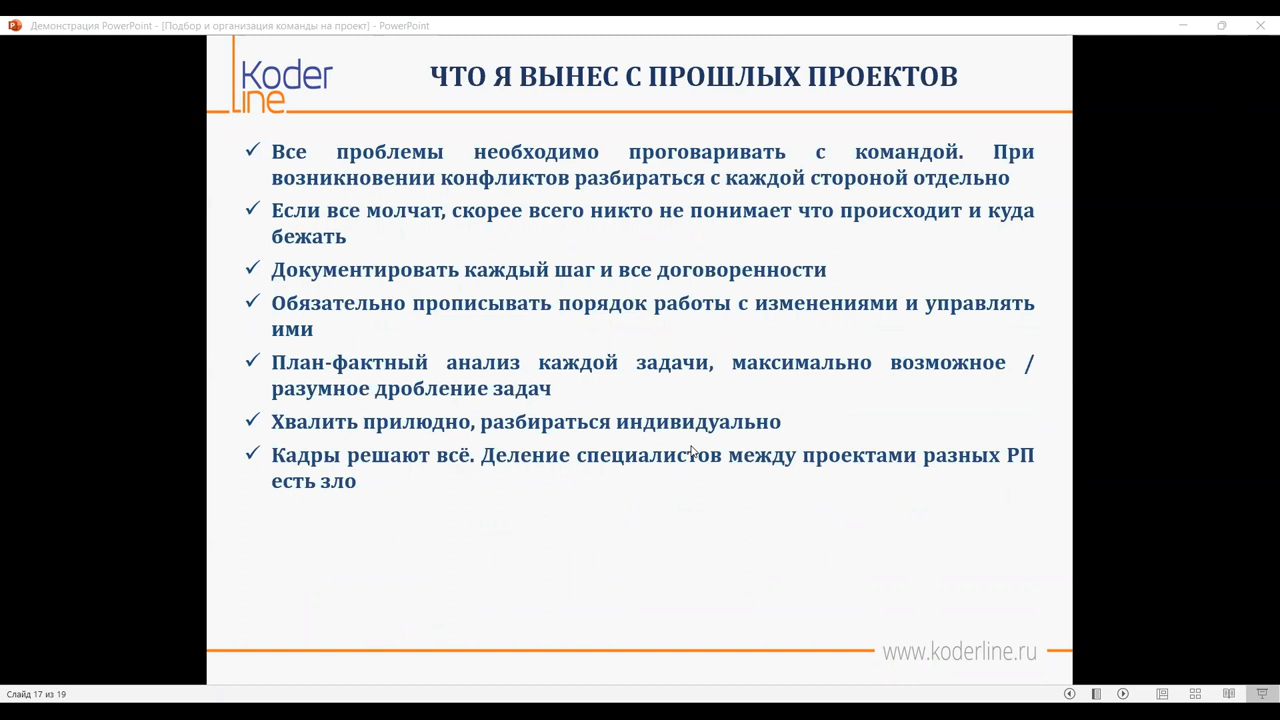 Демонстрация PowerPoint - [Подбор и организация команды на проект] - PowerPoint
Koder
line
ЧТО Я ВЫНЕС С ПРОШЛЫХ ПРОЕКТОВ
Все проблемы необходимо проговаривать с командой. При
возникновении конфликтов разбираться с каждой стороной отдельно
Если все молчат, скорее всего никто не понимает что происходит и куда
бежать
Документировать каждый шаг и все договоренности
Обязательно прописывать порядок работы с изменениями и управлять
ими
План-фактный анализ каждой задачи, максимально возможное /
разумное дробление задач
Хвалить прилюдно, разбираться индивидуально
Кадры решают всё. Деление специалистов между проектами разных РП
есть зло
www.koderline.ru
Слайд 17 из 19